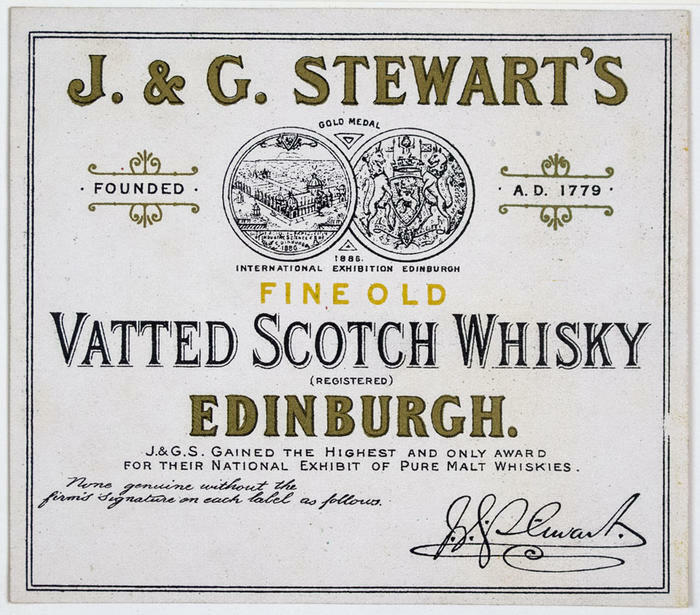 J. & G. STEWART'S
GOLD MEDAL
· FOUNDED ·
· A.D. 1779 ·
1886.
1886.
INTERNATIONAL EXHIBITION EDINBURGH
FINE OLD
VATTED SCOTCH WHISKY
(REGISTERED)
EDINBURGH.
J.&G.S. GAINED THE HIGHEST AND ONLY AWARD
FOR THEIR NATIONAL EXHIBIT OF PURE MALT WHISKIES.
None genuine without the
firm's signature on each label as follows.
J. & G. Stewart.